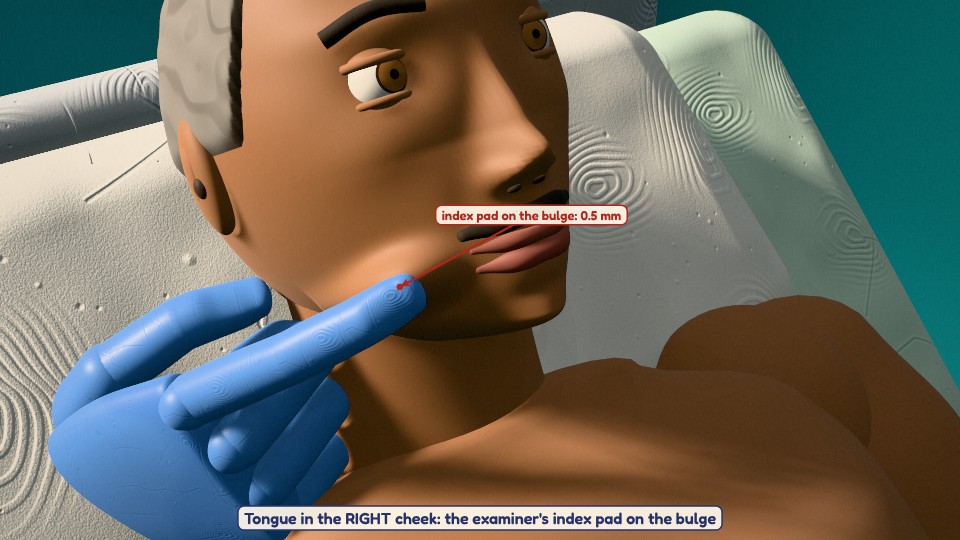 index pad on the bulge: 0.5 mm
Tongue in the RIGHT cheek: the examiner's index pad on the bulge